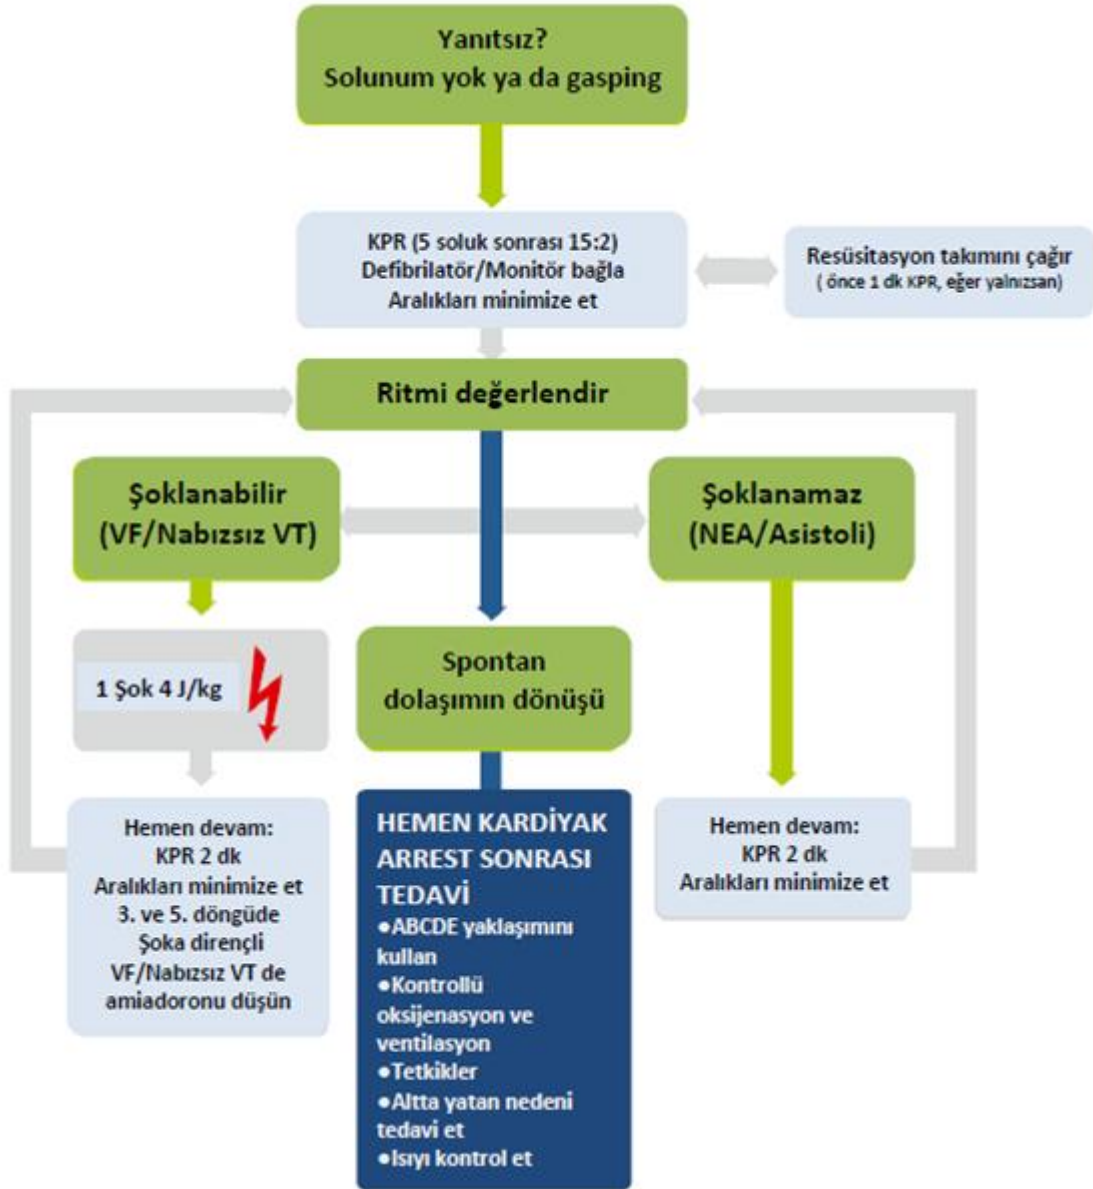 Yanıtsız?
Solunum yok ya da gasping
KPR (5 soluk sonrası 15:2)
Defibrilatör/Monitör bağla
Aralıkları minimize et
Resüsitasyon takımını çağır
( önce 1 dk KPR, eğer yalnızsan)
Ritmi değerlendir
Şoklanabilir
(VF/Nabızsız VT)
Şoklanamaz
(NEA/Asistoli)
1 Şok 4 J/kg
Spontan
dolaşımın dönüşü
Hemen devam:
KPR 2 dk
Aralıkları minimize et
3. ve 5. döngüde
Şoka dirençli
VF/Nabızsız VT de
amiadoronu düşün
HEMEN KARDİYAK
ARREST SONRASI
TEDAVİ
●ABCDE yaklaşımını
kullan
●Kontrollü
oksijenasyon ve
ventilasyon
●Tetkikler
●Altta yatan nedeni
tedavi et
●Isıyı kontrol et
Hemen devam:
KPR 2 dk
Aralıkları minimize et